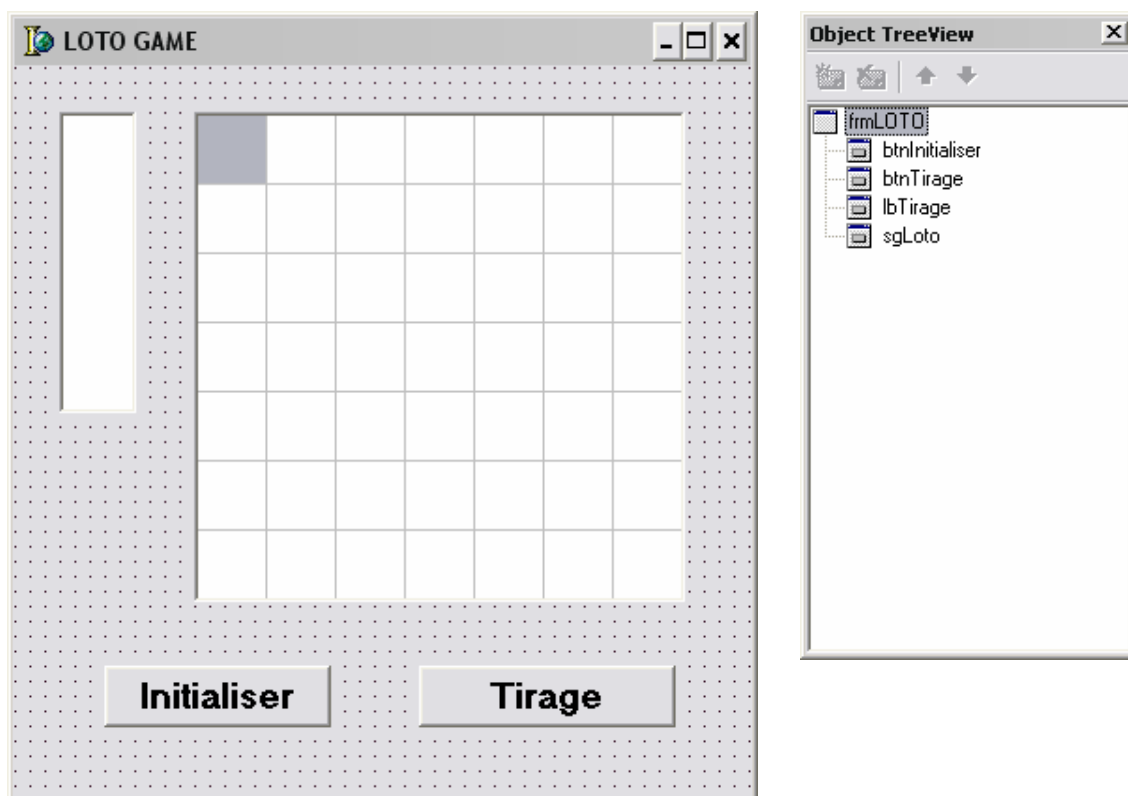 LOTO GAME
Initialiser
Tirage
Object TreeView
frmLOTO
btnInitialiser
btnTirage
lbTirage
sgLoto